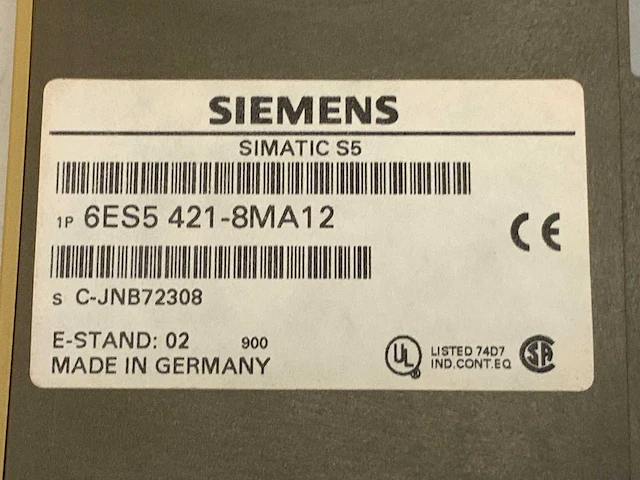 SIEMENS
SIMATIC S5
1P 6ES5 421-8MA12
CE
S C-JNB72308
E-STAND: 02 900
MADE IN GERMANY
UL
®
LISTED 74D7
IND.CONT.EQ
SA